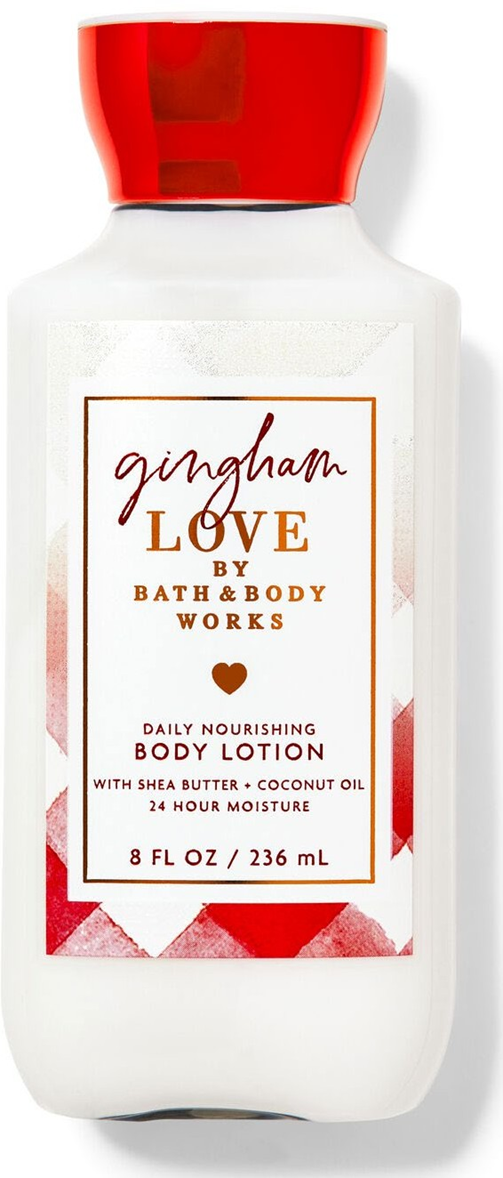 gingham
LOVE
BY
BATH & BODY
WORKS
DAILY NOURISHING
BODY LOTION
WITH SHEA BUTTER + COCONUT OIL
24 HOUR MOISTURE
8 FL OZ / 236 mL